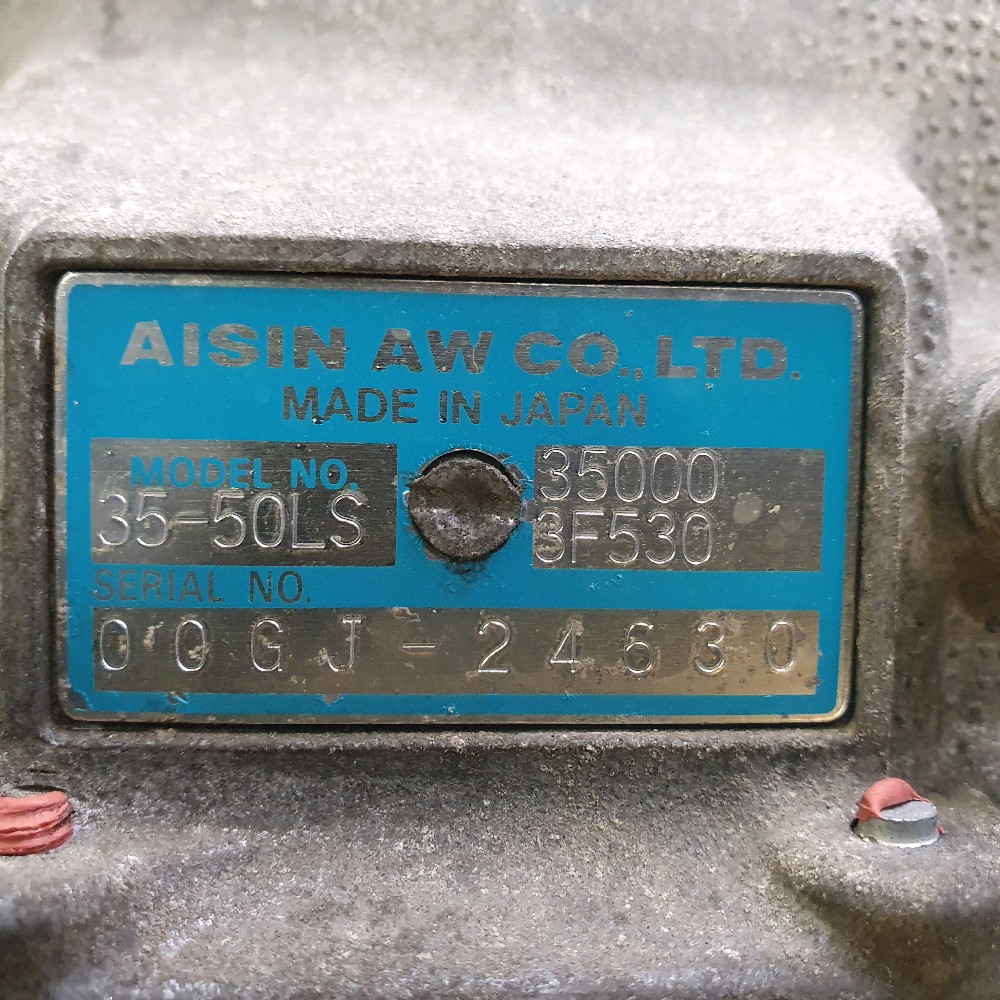 AISIN AW CO., LTD.
MADE IN JAPAN
MODEL NO.
35-50LS
35000
3F530
SERIAL NO.
00GJ-24630